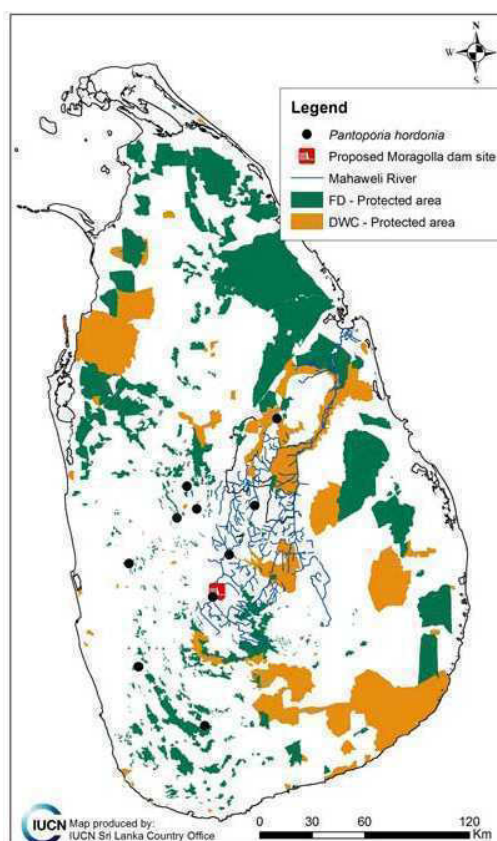 N
W
E
S
Legend
Pantoporia hordonia
Proposed Moragolla dam site
Mahaweli River
FD - Protected area
DWC - Protected area
IUCN
Map produced by:
IUCN Sri Lanka Country Office
0 30 60 120
Km